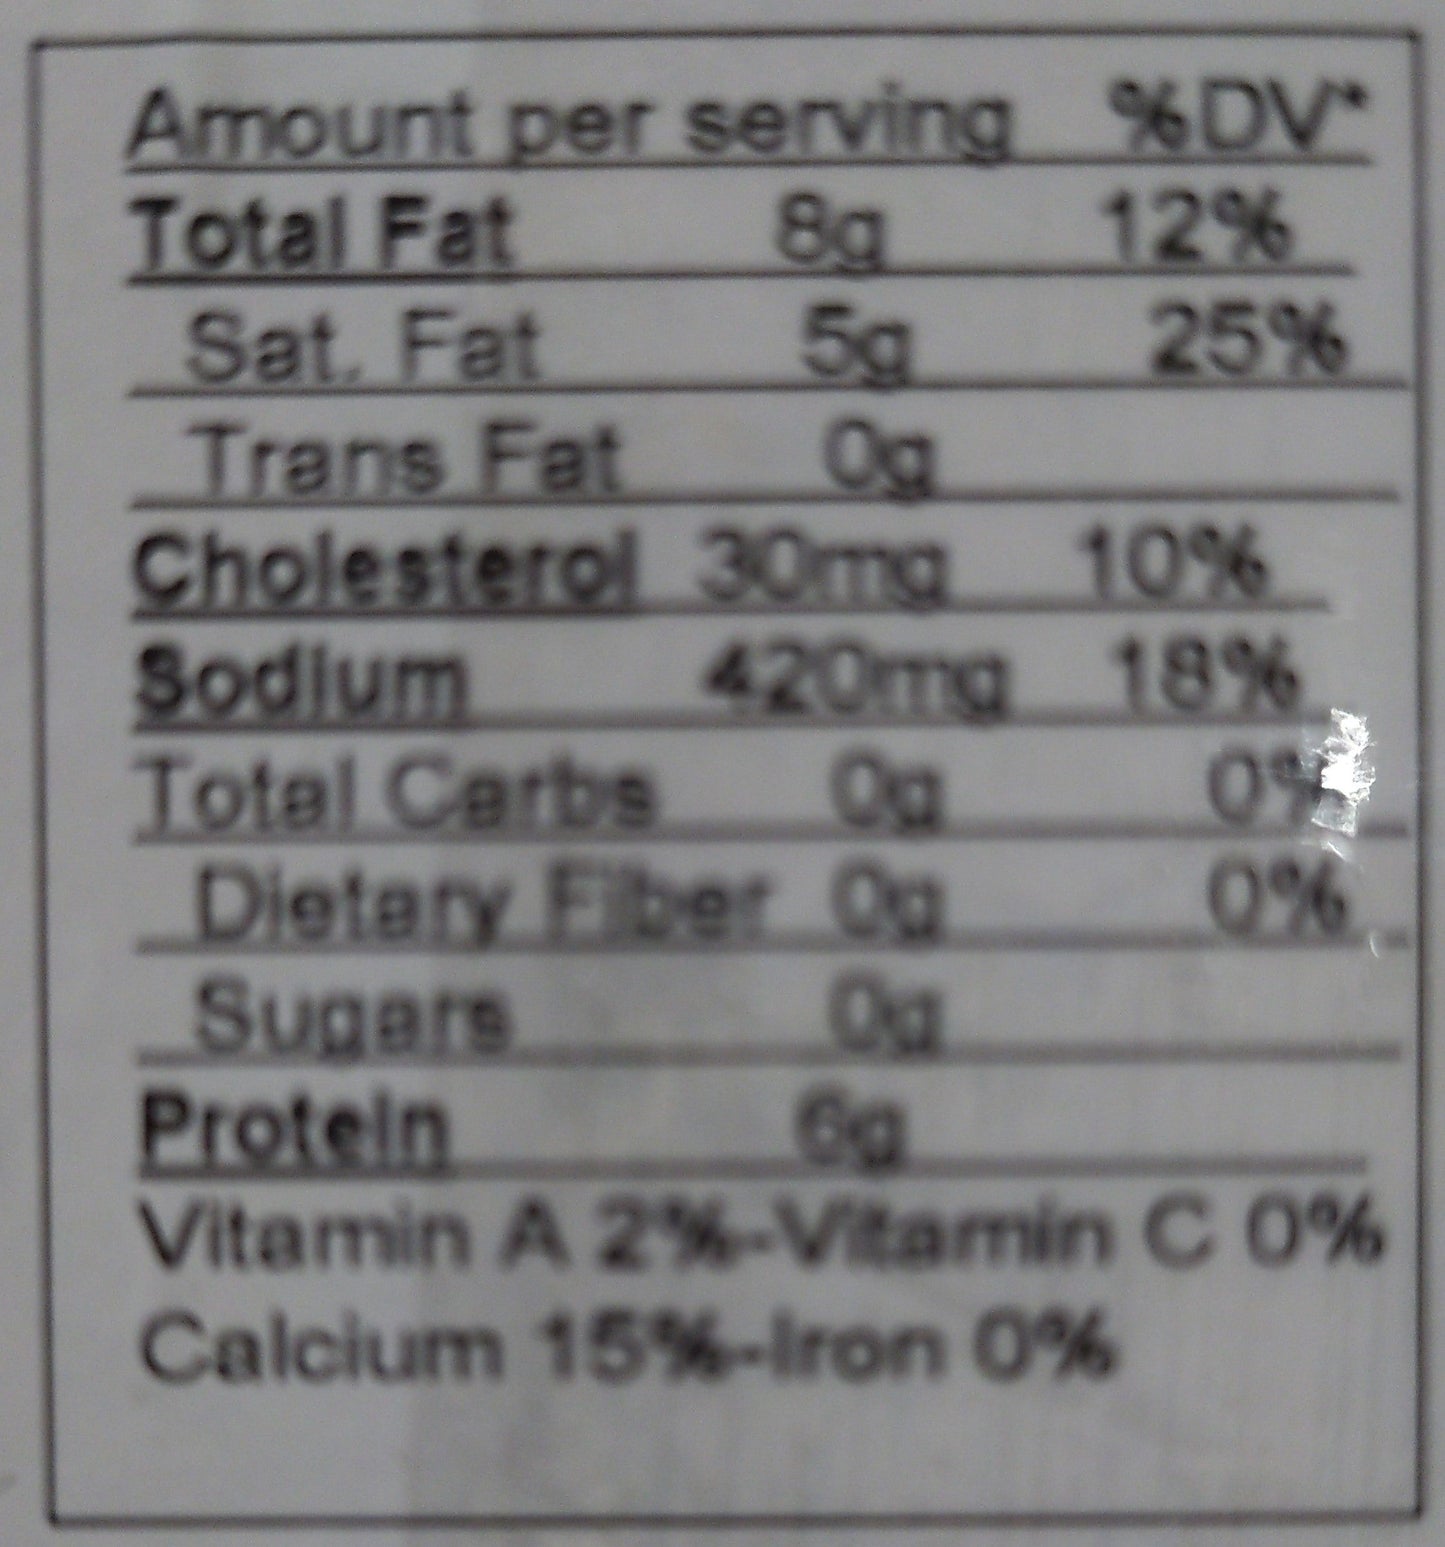 Amount per serving %DV*
Total Fat 8g 12%
Sat. Fat 5g 25%
Trans Fat 0g
Cholesterol 30mg 10%
Sodium 420mg 18%
Total Carbs 0g 0%
Dietary Fiber 0g 0%
Sugars 0g
Protein 6g
Vitamin A 2%-Vitamin C 0%
Calcium 15%-Iron 0%